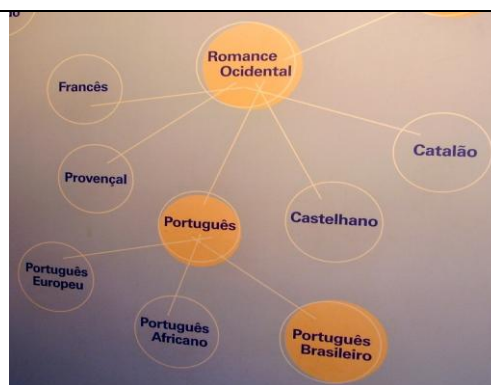 Romance
Ocidental
Francês
Catalão
Provençal
Português
Castelhano
Português
Europeu
Português
Africano
Português
Brasileiro